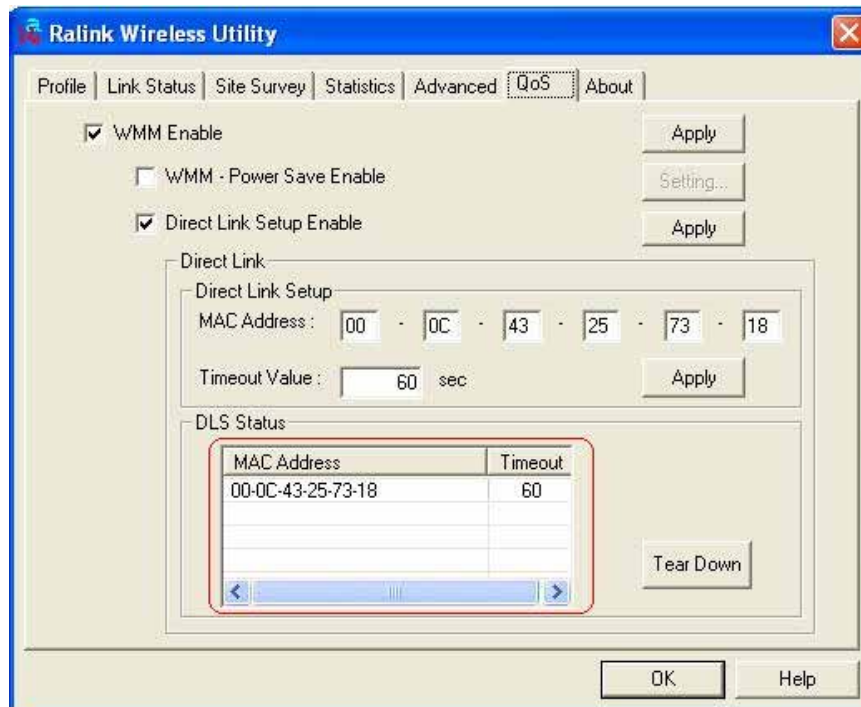 Ralink Wireless Utility
Profile Link Status Site Survey Statistics Advanced QoS About
WMM Enable Apply
WMM - Power Save Enable Setting...
Direct Link Setup Enable Apply
Direct Link
Direct Link Setup
MAC Address : 00 - 0C - 43 - 25 - 73 - 18
Timeout Value : 60 sec Apply
DLS Status
MAC Address Timeout
00-0C-43-25-73-18 60
Tear Down
OK Help